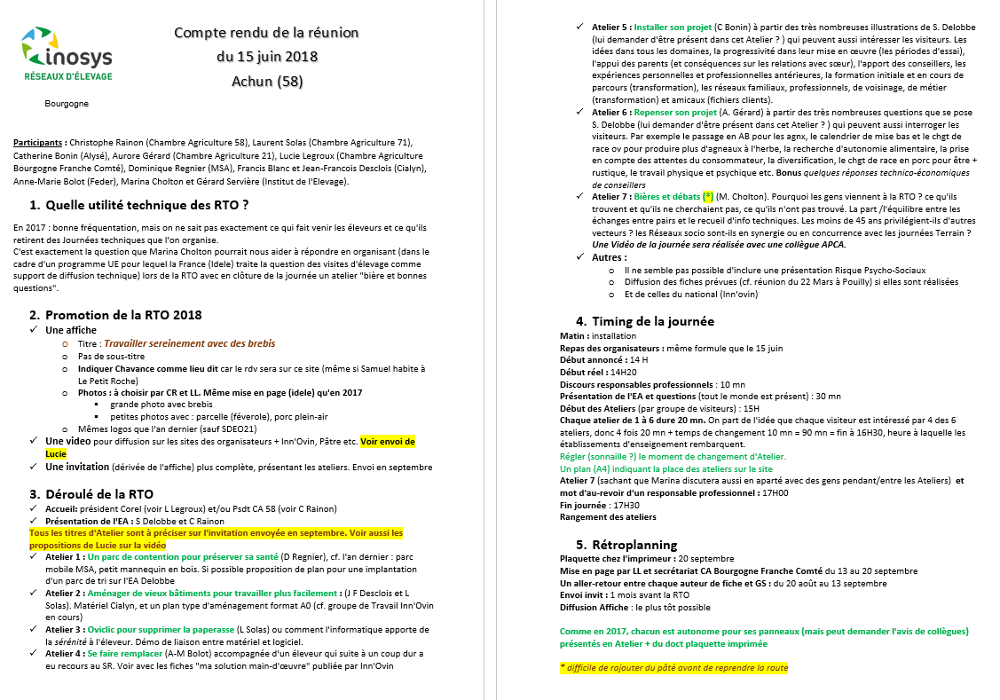 Compte rendu de la réunion
du 15 juin 2018
Achun (58)
inosys
RÉSEAUX D'ÉLEVAGE
Bourgogne
Participants : Christophe Rainon (Chambre Agriculture 58), Laurent Solas (Chambre Agriculture 71),
Catherine Bonin (Alysé), Aurore Gérard (Chambre Agriculture 21), Lucie Legroux (Chambre Agriculture
Bourgogne Franche Comté), Dominique Regnier (MSA), Francis Blanc et Jean-Francois Desclois (Cialyn),
Anne-Marie Bolot (Feder), Marina Cholton et Gérard Servière (Institut de l'Elevage).
1. Quelle utilité technique des RTO ?
En 2017 : bonne fréquentation, mais on ne sait pas exactement ce qui fait venir les éleveurs et ce qu'ils
retirent des Journées techniques que l'on organise.
C'est exactement la question que Marina Cholton pourrait nous aider à répondre en organisant (dans le
cadre d'un programme UE pour lequel la France (Idele) traite la question des visites d'élevage comme
support de diffusion technique) lors de la RTO avec en clôture de la journée un atelier "bière et bonnes
questions".
2. Promotion de la RTO 2018
✓ Une affiche
o Titre : Travailler sereinement avec des brebis
o Pas de sous-titre
o Indiquer Chavance comme lieu dit car le rdv sera sur ce site (même si Samuel habite à
Le Petit Roche)
o Photos : à choisir par CR et LL. Même mise en page (idele) qu'en 2017
▪ grande photo avec brebis
▪ petites photos avec : parcelle (féverole), porc plein-air
o Mêmes logos que l'an dernier (sauf SDEO21)
✓ Une video pour diffusion sur les sites des organisateurs + Inn'Ovin, Pâtre etc. Voir envoi de
Lucie
✓ Une invitation (dérivée de l'affiche) plus complète, présentant les ateliers. Envoi en septembre
3. Déroulé de la RTO
✓ Accueil: président Corel (voir L Legroux) et/ou Psdt CA 58 (voir C Rainon)
✓ Présentation de l'EA : S Delobbe et C Rainon
Tous les titres d'Atelier sont à préciser sur l'invitation envoyée en septembre. Voir aussi les
propositions de Lucie sur la vidéo
✓ Atelier 1 : Un parc de contention pour préserver sa santé (D Regnier), cf. l'an dernier : parc
mobile MSA, petit mannequin en bois. Si possible proposition de plan pour une implantation
d'un parc de tri sur l'EA Delobbe
✓ Atelier 2 : Aménager de vieux bâtiments pour travailler plus facilement : (J F Desclois et L
Solas). Matériel Cialyn, et un plan type d'aménagement format A0 (cf. groupe de Travail Inn'Ovin
en cours)
✓ Atelier 3 : Oviclic pour supprimer la paperasse (L Solas) ou comment l'informatique apporte de
la sérénité à l'éleveur. Démo de liaison entre matériel et logiciel.
✓ Atelier 4 : Se faire remplacer (A-M Bolot) accompagnée d'un éleveur qui suite à un coup dur a
eu recours au SR. Voir avec les fiches "ma solution main-d'œuvre" publiée par Inn'Ovin
✓ Atelier 5 : Installer son projet (C Bonin) à partir des très nombreuses illustrations de S. Delobbe
(lui demander d'être présent dans cet Atelier ? ) qui peuvent aussi intéresser les visiteurs. Les
idées dans tous les domaines, la progressivité dans leur mise en œuvre (les périodes d'essai),
l'appui des parents (et conséquences sur les relations avec sœur), l'apport des conseillers, les
expériences personnelles et professionnelles antérieures, la formation initiale et en cours de
parcours (transformation), les réseaux familiaux, professionnels, de voisinage, de métier
(transformation) et amicaux (fichiers clients).
✓ Atelier 6 : Repenser son projet (A. Gérard) à partir des très nombreuses questions que se pose
S. Delobbe (lui demander d'être présent dans cet Atelier ? ) qui peuvent aussi interroger les
visiteurs. Par exemple le passage en AB pour les agnx, le calendrier de mise bas et le chgt de
race ov pour produire plus d'agneaux à l'herbe, la recherche d'autonomie alimentaire, la prise
en compte des attentes du consommateur, la diversification, le chgt de race en porc pour être +
rustique, le travail physique et psychique etc. Bonus quelques réponses technico-économiques
de conseillers
✓ Atelier 7 : Bières et débats (*) (M. Cholton). Pourquoi les gens viennent à la RTO ? ce qu'ils
trouvent et qu'ils ne cherchaient pas, ce qu'ils n'ont pas trouvé. La part /l'équilibre entre les
échanges entre pairs et le recueil d'info techniques. Les moins de 45 ans privilégient-ils d'autres
vecteurs ? les Réseaux socio sont-ils en synergie ou en concurrence avec les journées Terrain ?
Une Vidéo de la journée sera réalisée avec une collègue APCA.
✓ Autres :
o Il ne semble pas possible d'inclure une présentation Risque Psycho-Sociaux
o Diffusion des fiches prévues (cf. réunion du 22 Mars à Pouilly) si elles sont réalisées
o Et de celles du national (Inn'ovin)
4. Timing de la journée
Matin : installation
Repas des organisateurs : même formule que le 15 juin
Début annoncé : 14 H
Début réel : 14H20
Discours responsables professionnels : 10 mn
Présentation de l'EA et questions (tout le monde est présent) : 30 mn
Début des Ateliers (par groupe de visiteurs) : 15H
Chaque atelier de 1 à 6 dure 20 mn. On part de l'idée que chaque visiteur est intéressé par 4 des 6
ateliers, donc 4 fois 20 mn + temps de changement 10 mn = 90 mn = fin à 16H30, heure à laquelle les
établissements d'enseignement rembarquent.
Régler (sonnaille ?) le moment de changement d'Atelier.
Un plan (A4) indiquant la place des ateliers sur le site
Atelier 7 (sachant que Marina discutera aussi en aparté avec des gens pendant/entre les Ateliers) et
mot d'au-revoir d'un responsable professionnel : 17H00
Fin journée : 17H30
Rangement des ateliers
5. Rétroplanning
Plaquette chez l'imprimeur : 20 septembre
Mise en page par LL et secrétariat CA Bourgogne Franche Comté du 13 au 20 septembre
Un aller-retour entre chaque auteur de fiche et GS : du 20 août au 13 septembre
Envoi invit : 1 mois avant la RTO
Diffusion Affiche : le plus tôt possible
Comme en 2017, chacun est autonome pour ses panneaux (mais peut demander l'avis de collègues)
présentés en Atelier + du doct plaquette imprimée
* difficile de rajouter du pâté avant de reprendre la route